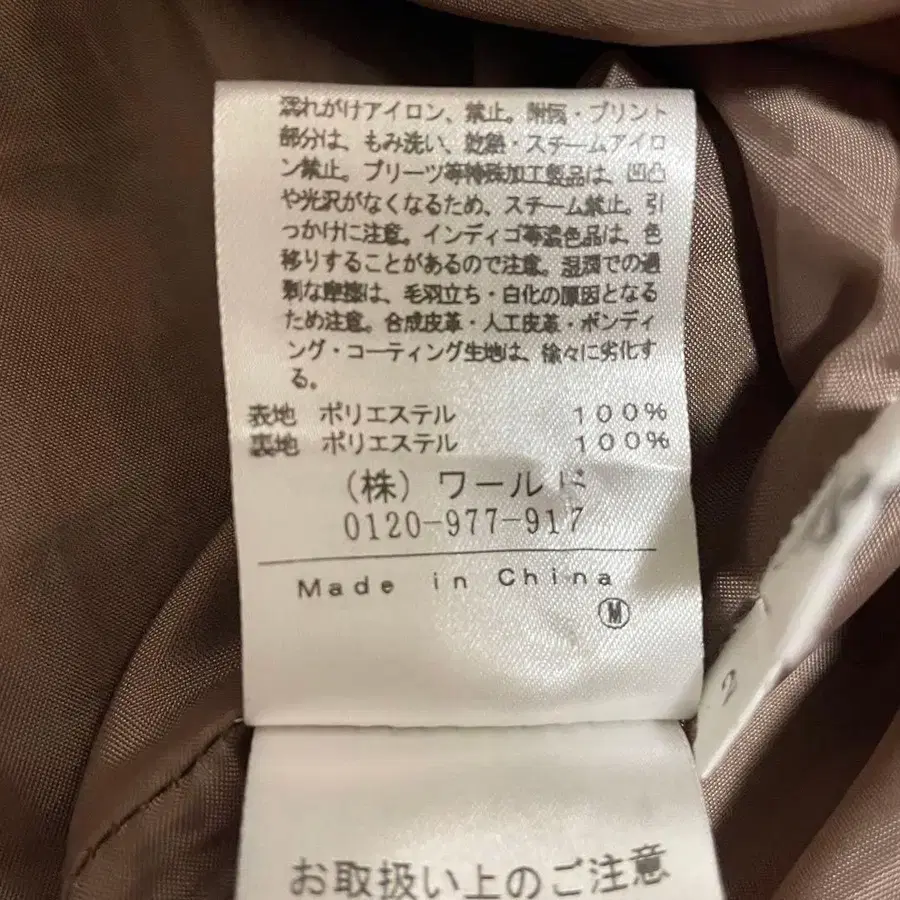 濡れがけアイロン、禁止。附属・プリント
部分は、もみ洗い、乾燥・スチームアイロ
ン禁止。プリーツ等特殊加工製品は、凹凸
や光沢がなくなるため、スチーム禁止。引
っかけに注意。インディゴ等濃色品は、色
移りすることがあるので注意。湿潤での過
剰な摩擦は、毛羽立ち・白化の原因となる
ため注意。合成皮革・人工皮革・ボンディ
ング・コーティング生地は、徐々に劣化す
る。
表地 ポリエステル 100%
裏地 ポリエステル 100%
(株)ワールド
0120-977-917
Made in China
M
2
お取扱い上のご注意